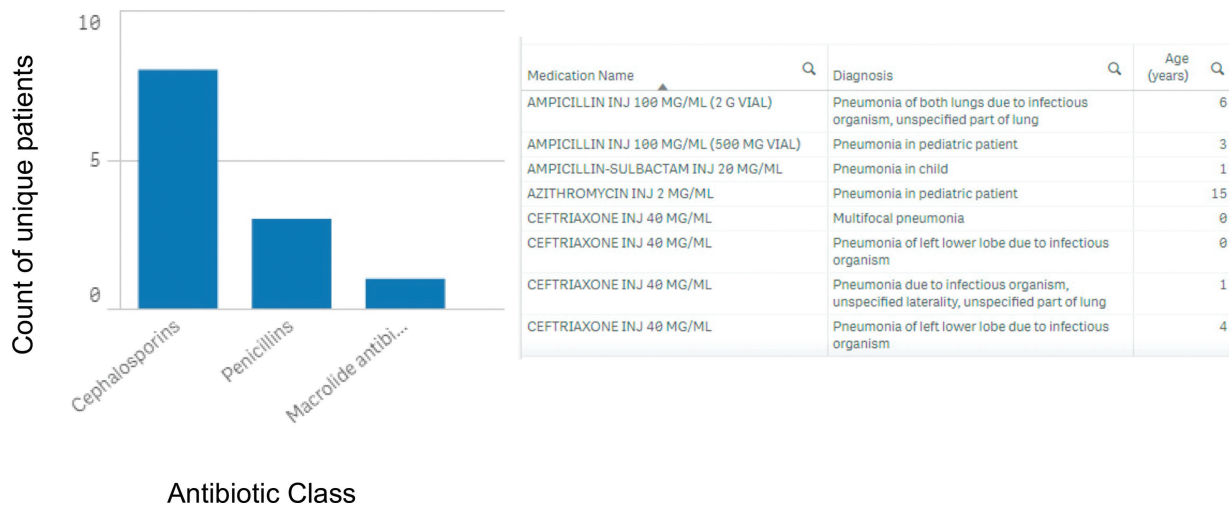 10
5
0
Count of unique patients
Cephalosporins
Penicillins
Macrolide antibi...
Antibiotic Class
Medication Name Diagnosis Age (years)
AMPICILLIN INJ 100 MG/ML (2 G VIAL) Pneumonia of both lungs due to infectious 6
organism, unspecified part of lung
AMPICILLIN INJ 100 MG/ML (500 MG VIAL) Pneumonia in pediatric patient 3
AMPICILLIN-SULBACTAM INJ 20 MG/ML Pneumonia in child 1
AZITHROMYCIN INJ 2 MG/ML Pneumonia in pediatric patient 15
CEFTRIAXONE INJ 40 MG/ML Multifocal pneumonia 0
CEFTRIAXONE INJ 40 MG/ML Pneumonia of left lower lobe due to infectious 0
organism
CEFTRIAXONE INJ 40 MG/ML Pneumonia due to infectious organism, 1
unspecified laterality, unspecified part of lung
CEFTRIAXONE INJ 40 MG/ML Pneumonia of left lower lobe due to infectious 4
organism